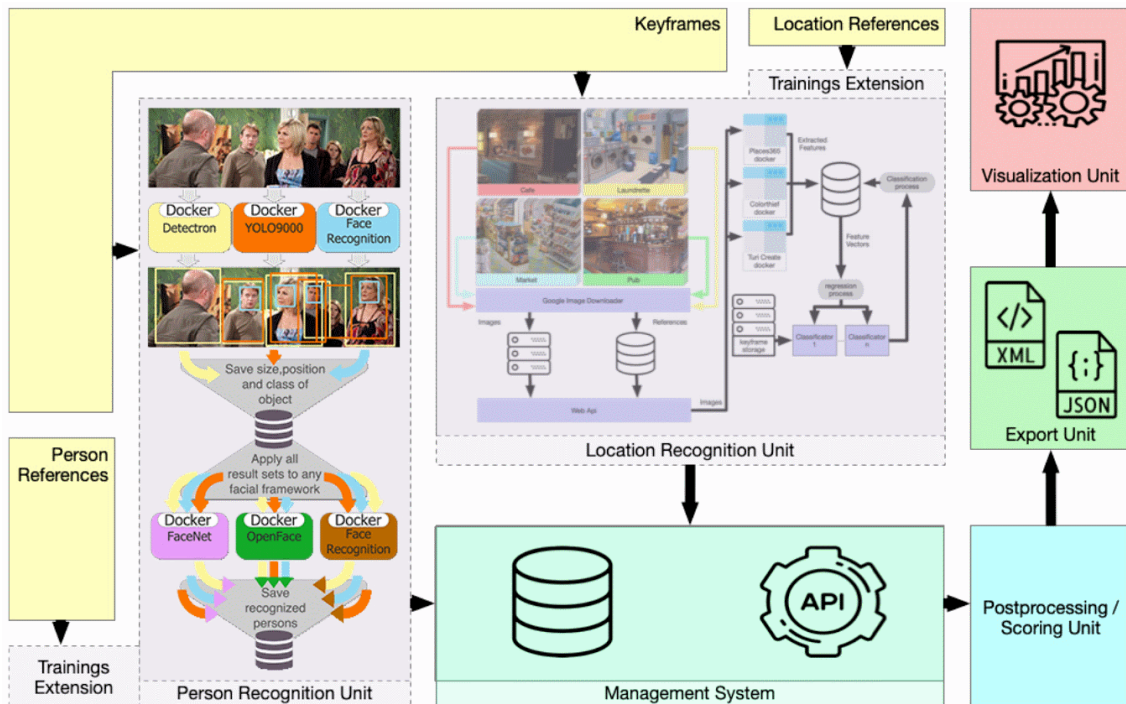 Keyframes
Location References
Trainings Extension
Visualization Unit
Docker
Detectron
Docker
YOLO9000
Docker
Face
Recognition
Save size,position
and class of
object
Apply all
result sets to any
facial framework
Docker
FaceNet
Docker
OpenFace
Docker
Face
Recognition
Save
recognized
persons
Person Recognition Unit
Person
References
Trainings
Extension
Cafe
Laundrette
Market
Pub
Google Image Downloader
Images
References
Web Api
Images
Places365
docker
Colorthief
docker
Turi Create
docker
Extracted
Features
Classification
process
Feature
Vectors
regression
process
keyframe
storage
Classificator
1
Classificator
n
Location Recognition Unit
API
Management System
Postprocessing /
Scoring Unit
</>
XML
{;}
JSON
Export Unit